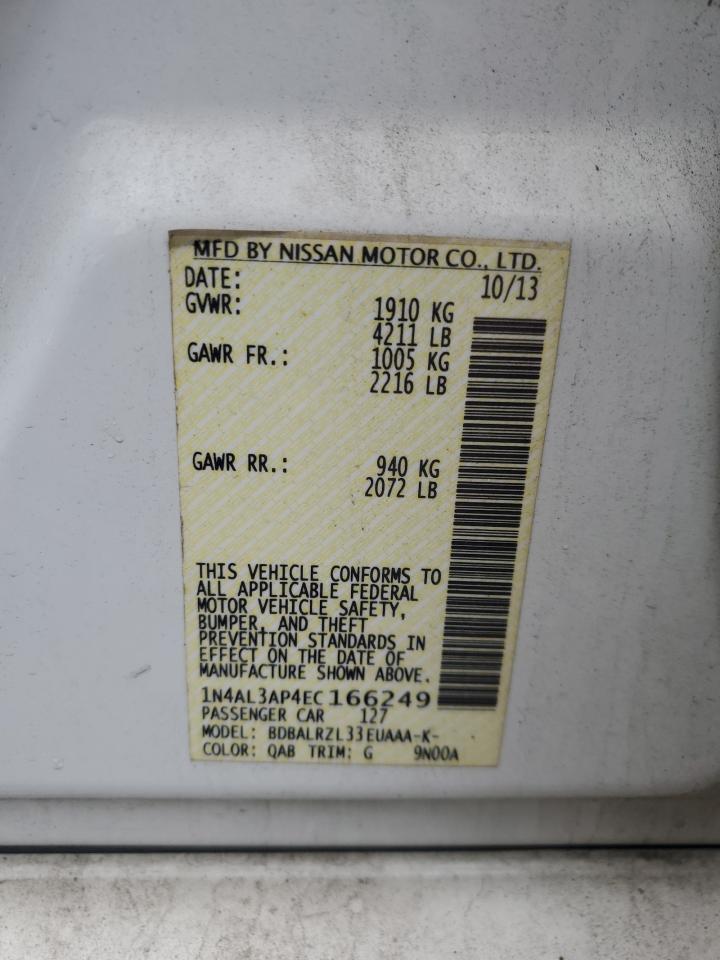 MFD BY NISSAN MOTOR CO., LTD.
DATE: 10/13
GVWR: 1910 KG
4211 LB
GAWR FR.: 1005 KG
2216 LB
GAWR RR.: 940 KG
2072 LB
THIS VEHICLE CONFORMS TO
ALL APPLICABLE FEDERAL
MOTOR VEHICLE SAFETY,
BUMPER, AND THEFT
PREVENTION STANDARDS IN
EFFECT ON THE DATE OF
MANUFACTURE SHOWN ABOVE.
1N4AL3AP4EC166249
PASSENGER CAR 127
MODEL: BDBALRZL33EUAAA-K-
COLOR: QAB TRIM: G 9N00A